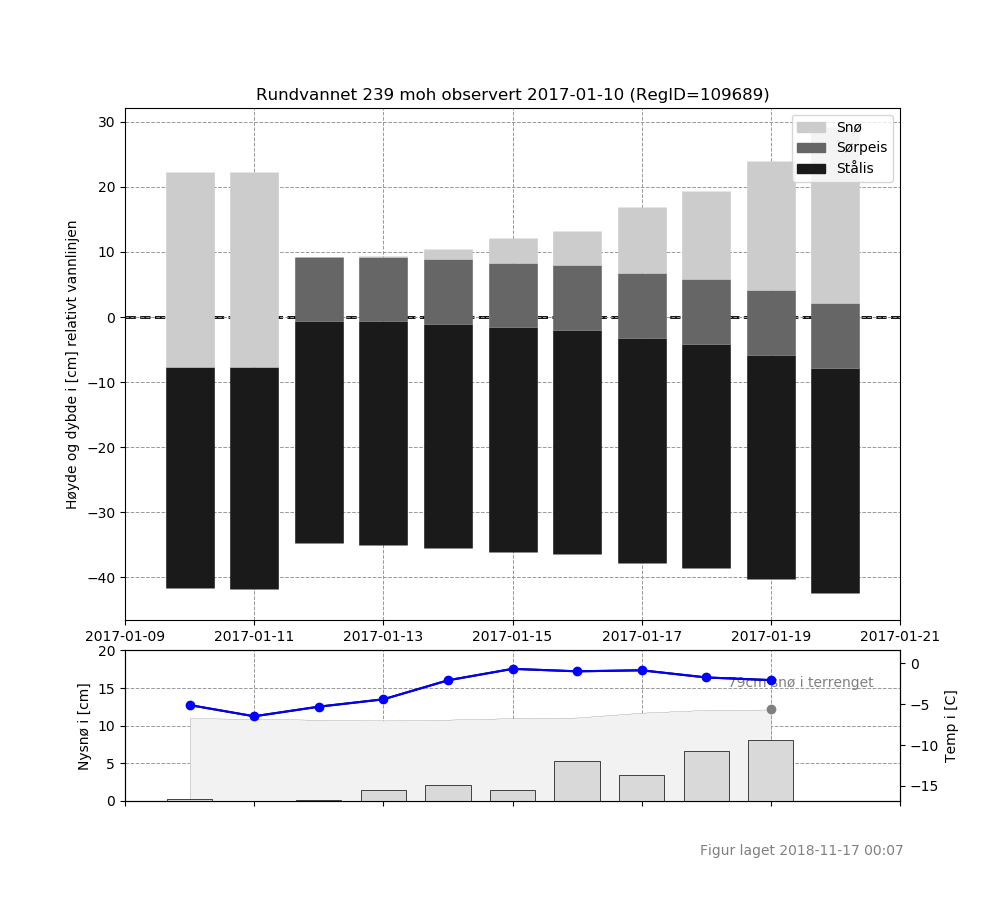 Rundvannet 239 moh observert 2017-01-10 (RegID=109689)
Høyde og dybde i [cm] relativt vannlinjen
30
20
10
0
−10
−20
−30
−40
Snø
Sørpeis
Stålis
2017-01-09 2017-01-11 2017-01-13 2017-01-15 2017-01-17 2017-01-19 2017-01-21
Nysnø i [cm]
20
15
10
5
0
79cm snø i terrenget
0
−5
−10
−15
Temp i [C]
Figur laget 2018-11-17 00:07